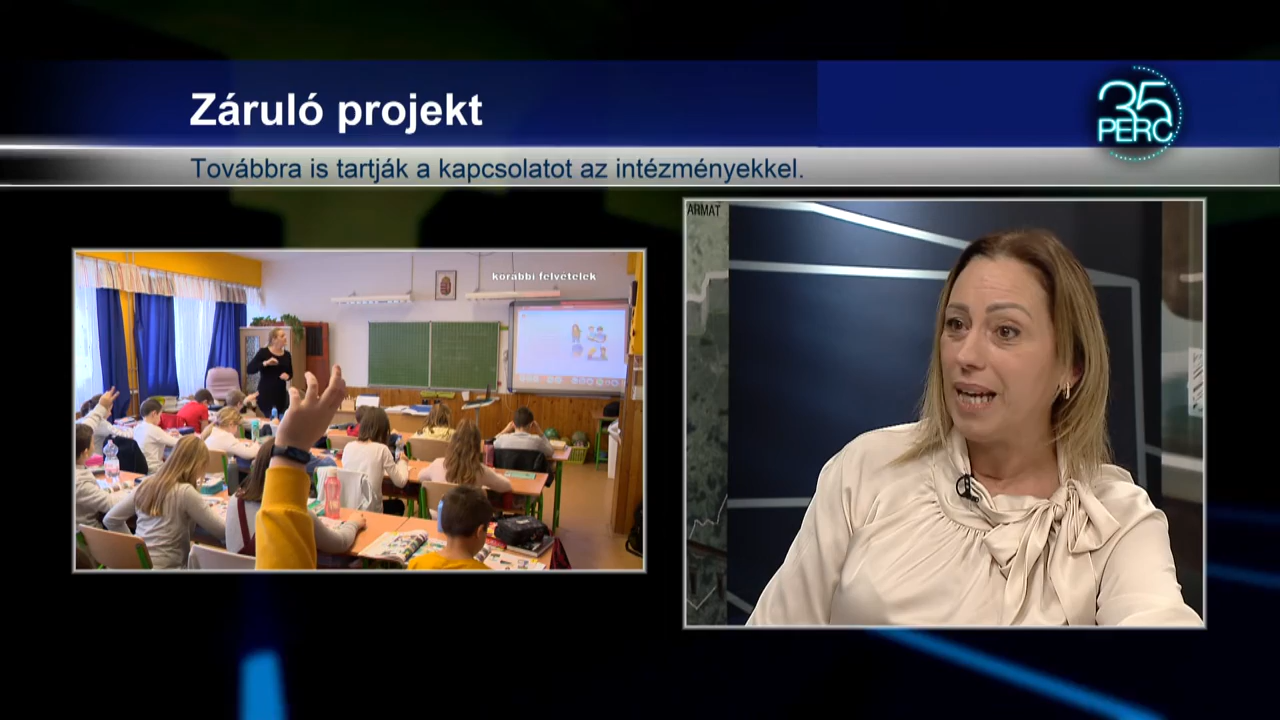 Záruló projekt
35
PERC
Továbbra is tartják a kapcsolatot az intézményekkel.
ARMAT
korábbi felvételek